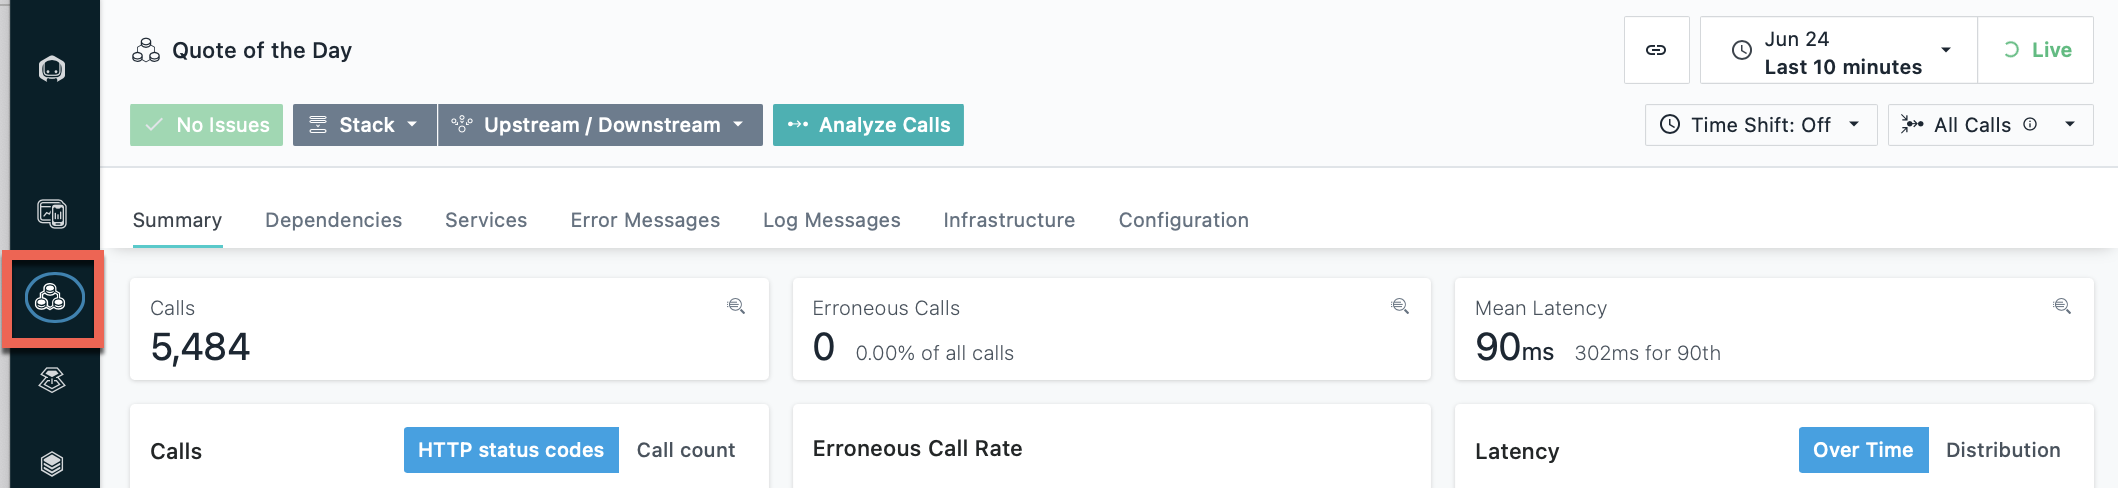 Quote of the Day
Jun 24
Last 10 minutes
Live
No Issues
Stack
Upstream / Downstream
Analyze Calls
Time Shift: Off
All Calls
Summary
Dependencies
Services
Error Messages
Log Messages
Infrastructure
Configuration
Calls
5,484
Erroneous Calls
0 0.00% of all calls
Mean Latency
90ms 302ms for 90th
Calls
HTTP status codes
Call count
Erroneous Call Rate
Latency
Over Time
Distribution